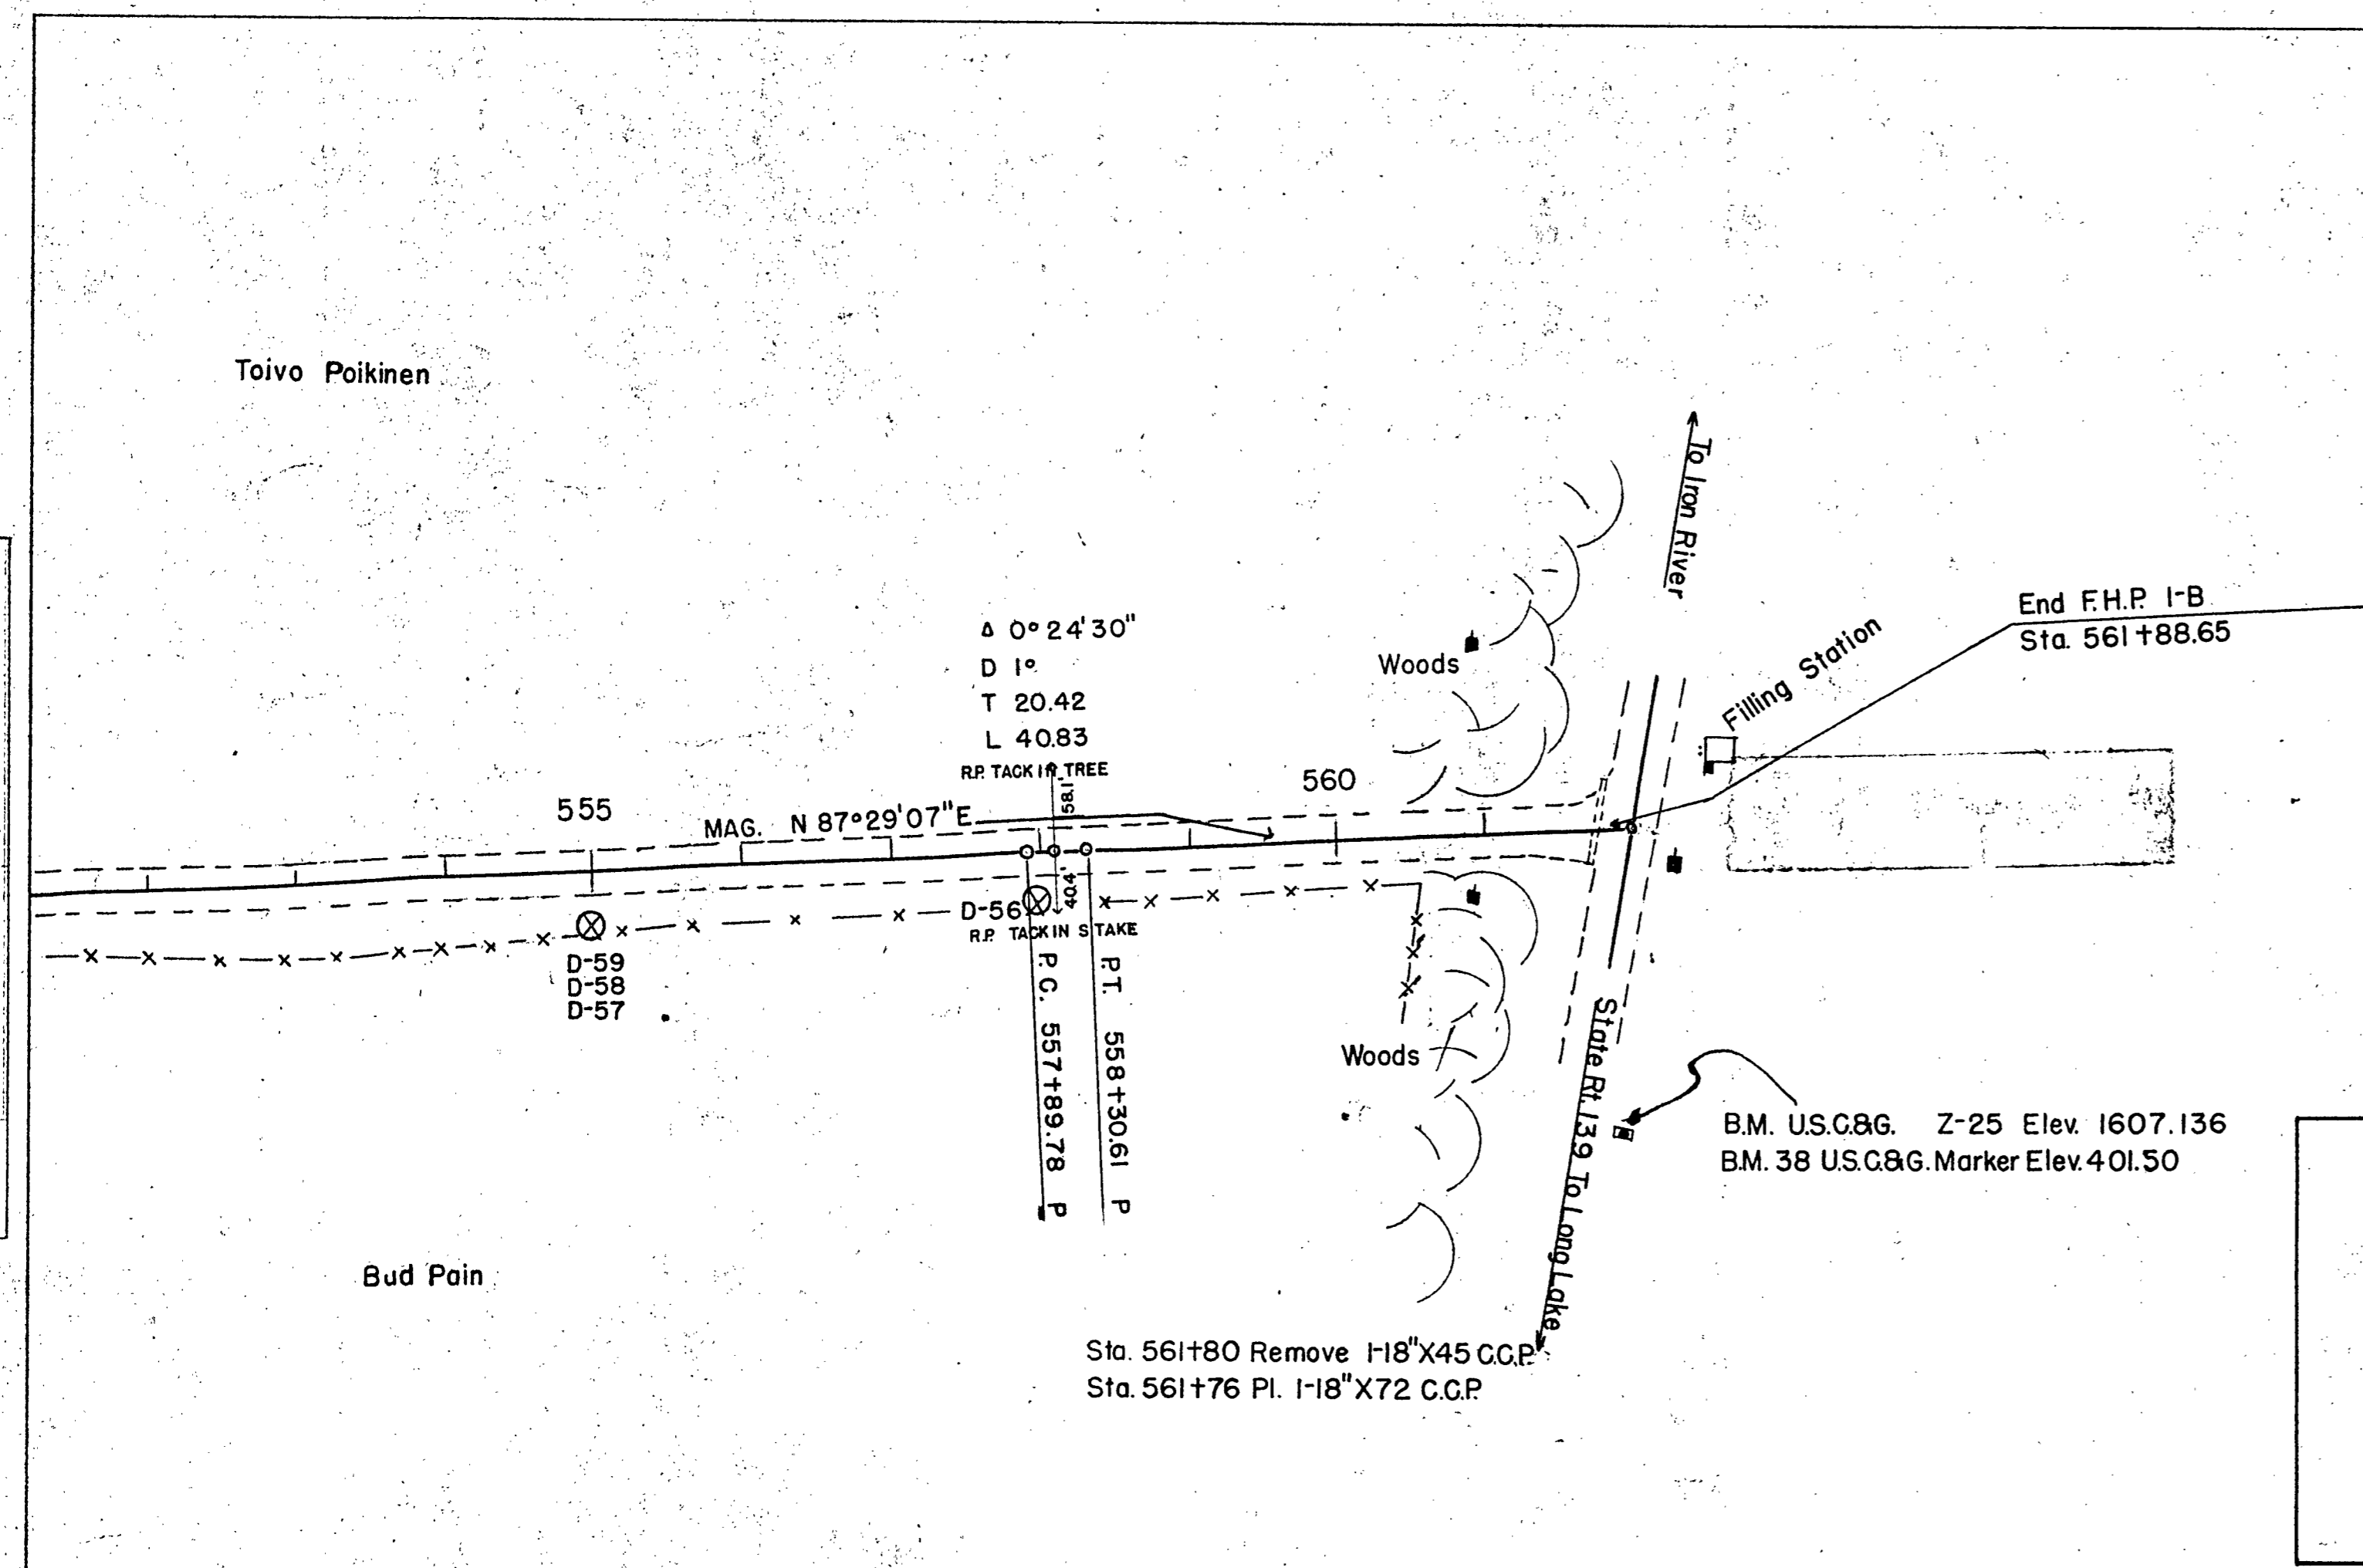 Toivo Poikinen
To Iron River
Δ 0°24'30"
D 1°
T 20.42
L 40.83
R.P. TACK IN TREE
58.1'
End F.H.P. 1-B
Sta. 561+88.65
Woods
Filling Station
555
560
MAG. N 87°29'07"E
D-56
40.4'
R.P. TACK IN STAKE
D-59
D-58
D-57
P.C. 557+89.78 P
P.T. 558+30.61 P
Woods
State Rt. 139 To Long Lake
B.M. U.S.C.&G. Z-25 Elev. 1607.136
B.M. 38 U.S.C.&G. Marker Elev. 401.50
Bud Pain
Sta. 561+80 Remove 1-18"X45 C.C.P.
Sta. 561+76 Pl. 1-18"X72 C.C.P.